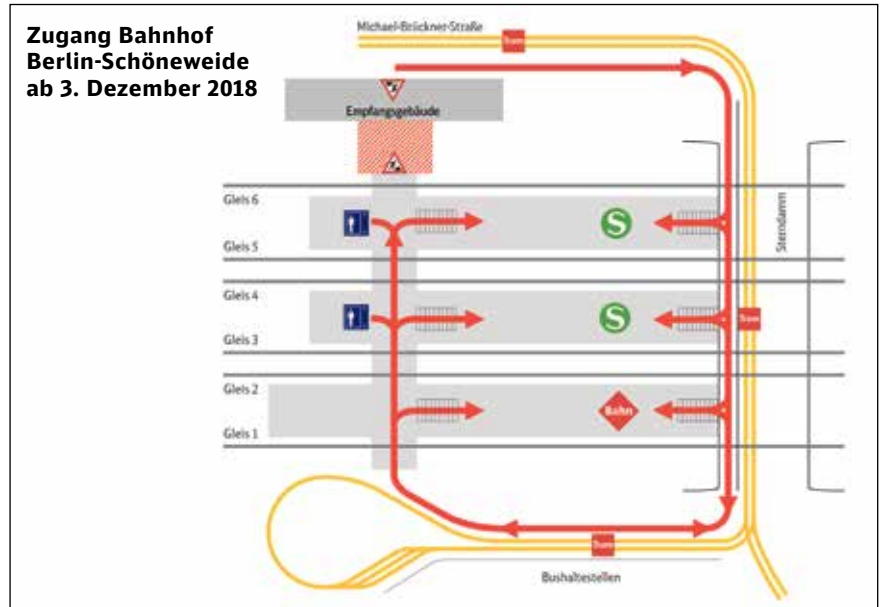 Zugang Bahnhof
Berlin-Schöneweide
ab 3. Dezember 2018
Michael-Brückner-Straße
Tram
Empfangsgebäude
Gleis 6
S
Gleis 5
Sterndamm
Gleis 4
S
Tram
Gleis 3
Gleis 2
Bahn
Gleis 1
Tram
Bushaltestellen